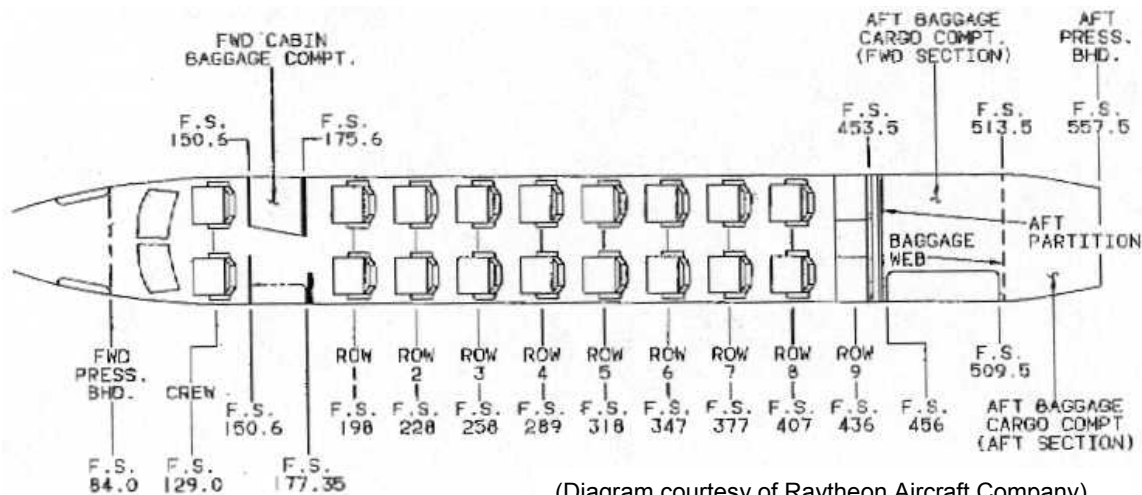 FWD CABIN
BAGGAGE COMPT.
AFT BAGGAGE
CARGO COMPT.
(FWD SECTION)
AFT
PRESS.
BHD.
F.S.
150.6
F.S.
175.6
F.S.
453.5
F.S.
513.5
F.S.
557.5
BAGGAGE
WEB
AFT
PARTITION
FWD
PRESS.
BHD.
F.S.
84.0
CREW
F.S.
129.0
F.S.
150.6
F.S.
177.35
ROW
F.S.
198
ROW
2
F.S.
228
ROW
3
F.S.
258
ROW
4
F.S.
289
ROW
5
F.S.
318
ROW
6
F.S.
347
ROW
7
F.S.
377
ROW
8
F.S.
407
ROW
9
F.S.
436
F.S.
456
F.S.
509.5
AFT BAGGAGE
CARGO COMPT
(AFT SECTION)
(Diagram courtesy of Raytheon Aircraft Company)